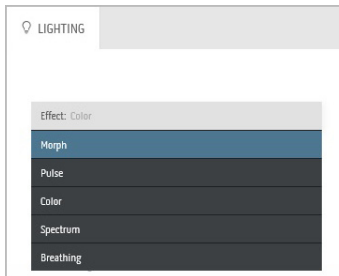 LIGHTING
Effect: Color
Morph
Pulse
Color
Spectrum
Breathing